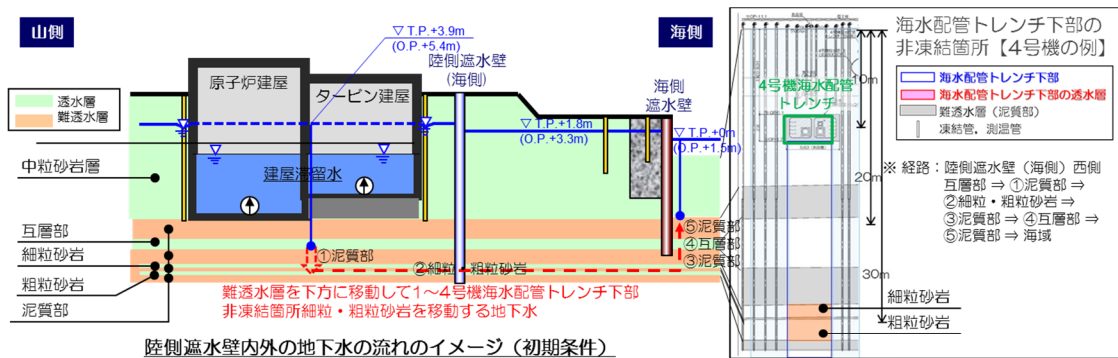 山側
▽ T.P.+3.9m
(O.P.+5.4m)
陸側遮水壁
(海側)
海側
海側
遮水壁
原子炉建屋
タービン建屋
透水層
難透水層
▽ T.P.+1.8m
(O.P.+3.3m)
▽ T.P.+0m
(O.P.+1.5m)
中粒砂岩層
建屋滞留水
互層部
細粒砂岩
粗粒砂岩
泥質部
①泥質部
②細粒・粗粒砂岩
⑤泥質部
④互層部
③泥質部
難透水層を下方に移動して1~4号機海水配管トレンチ下部
非凍結箇所細粒・粗粒砂岩を移動する地下水
陸側遮水壁内外の地下水の流れのイメージ(初期条件)
海水配管トレンチ下部の
非凍結箇所【4号機の例】
10m
20m
30m
4号機海水配管
トレンチ
海水配管トレンチ下部
海水配管トレンチ下部の透水層
難透水層(泥質部)
凍結管,測温管
※ 経路:陸側遮水壁(海側)西側
互層部 ⇒ ①泥質部 ⇒
②細粒・粗粒砂岩⇒
③泥質部 ⇒ ④互層部 ⇒
⑤泥質部 ⇒ 海域
細粒砂岩
粗粒砂岩